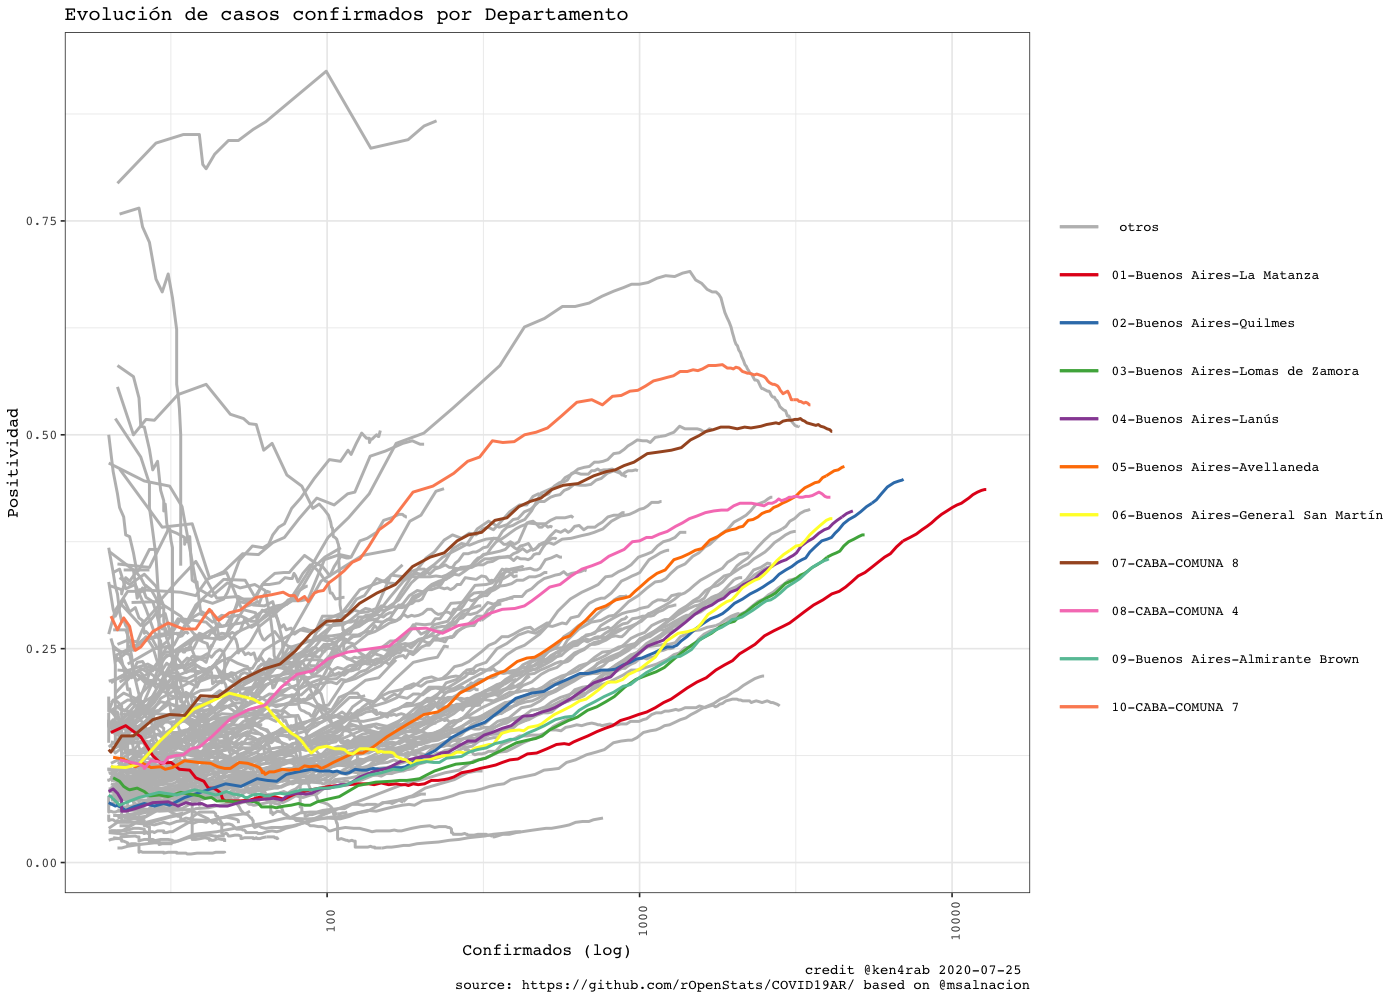 Evolución de casos confirmados por Departamento
Positividad
0.75
0.50
0.25
0.00
100
1000
10000
Confirmados (log)
otros
01-Buenos Aires-La Matanza
02-Buenos Aires-Quilmes
03-Buenos Aires-Lomas de Zamora
04-Buenos Aires-Lanús
05-Buenos Aires-Avellaneda
06-Buenos Aires-General San Martín
07-CABA-COMUNA 8
08-CABA-COMUNA 4
09-Buenos Aires-Almirante Brown
10-CABA-COMUNA 7
credit @ken4rab 2020-07-25
source: https://github.com/rOpenStats/COVID19AR/ based on @msalnacion